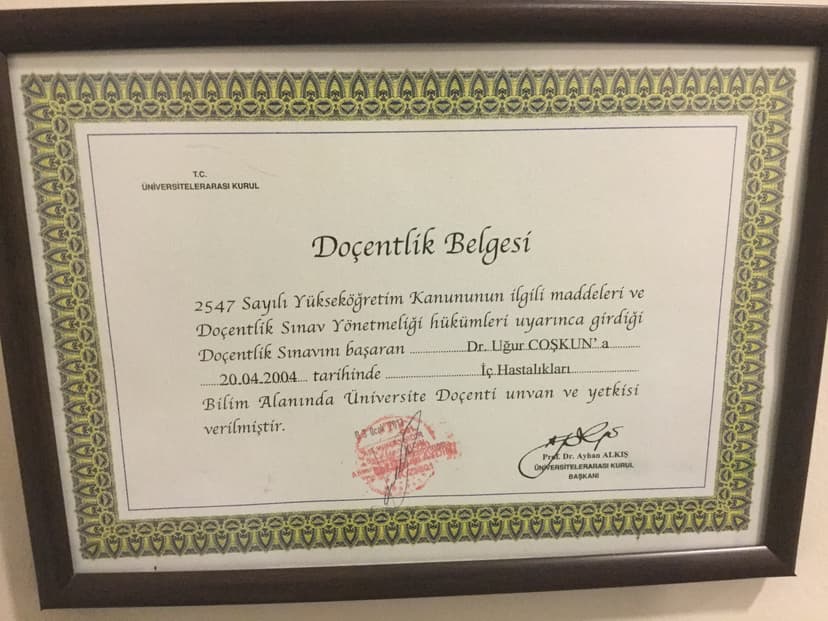 T.C.
ÜNİVERSİTELERARASI KURUL
Doçentlik Belgesi
2547 Sayılı Yükseköğretim Kanununun ilgili maddeleri ve
Doçentlik Sınav Yönetmeliği hükümleri uyarınca girdiği
Doçentlik Sınavını başaran ........ Dr. Uğur COŞKUN' a ........
........ 20.04.2004 ........ tarihinde ........ İç Hastalıkları ........
Bilim Alanında Üniversite Doçenti unvan ve yetkisi
verilmiştir.
Prof. Dr. Ayhan ALKIŞ
ÜNİVERSİTELERARASI KURUL
BAŞKANI